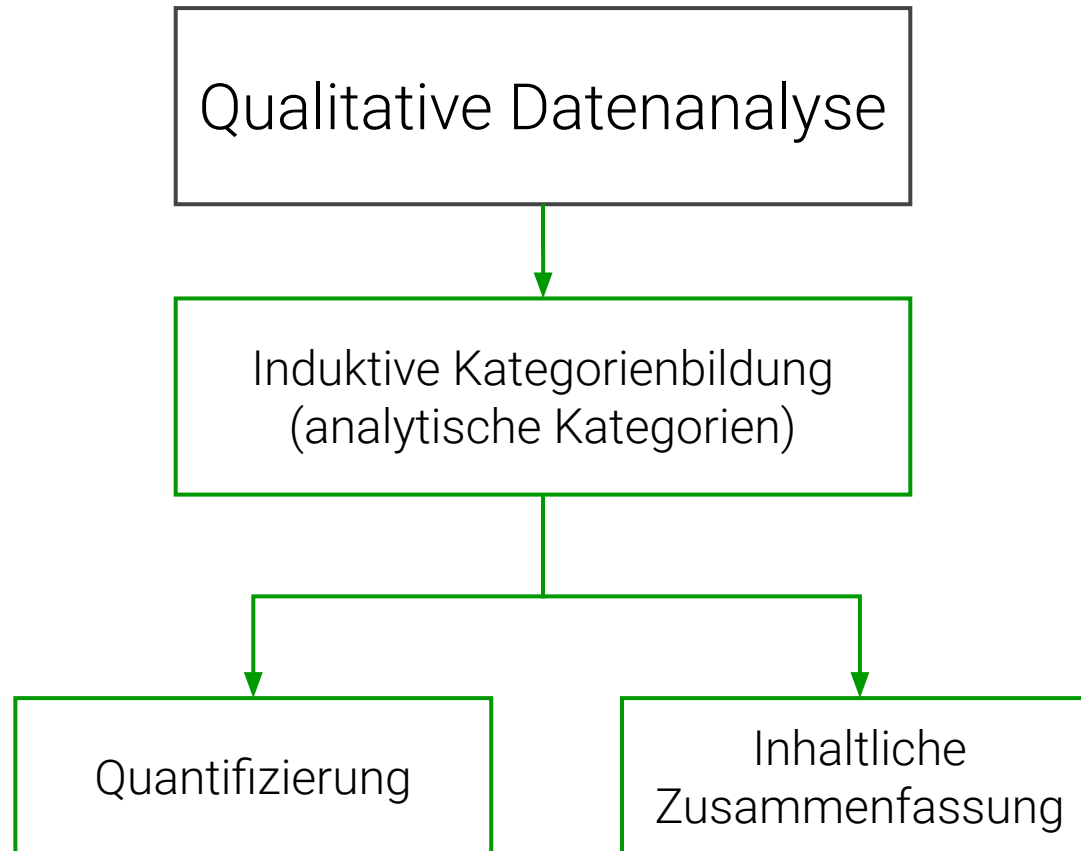 Qualitative Datenanalyse
Induktive Kategorienbildung
(analytische Kategorien)
Quantifizierung
Inhaltliche
Zusammenfassung